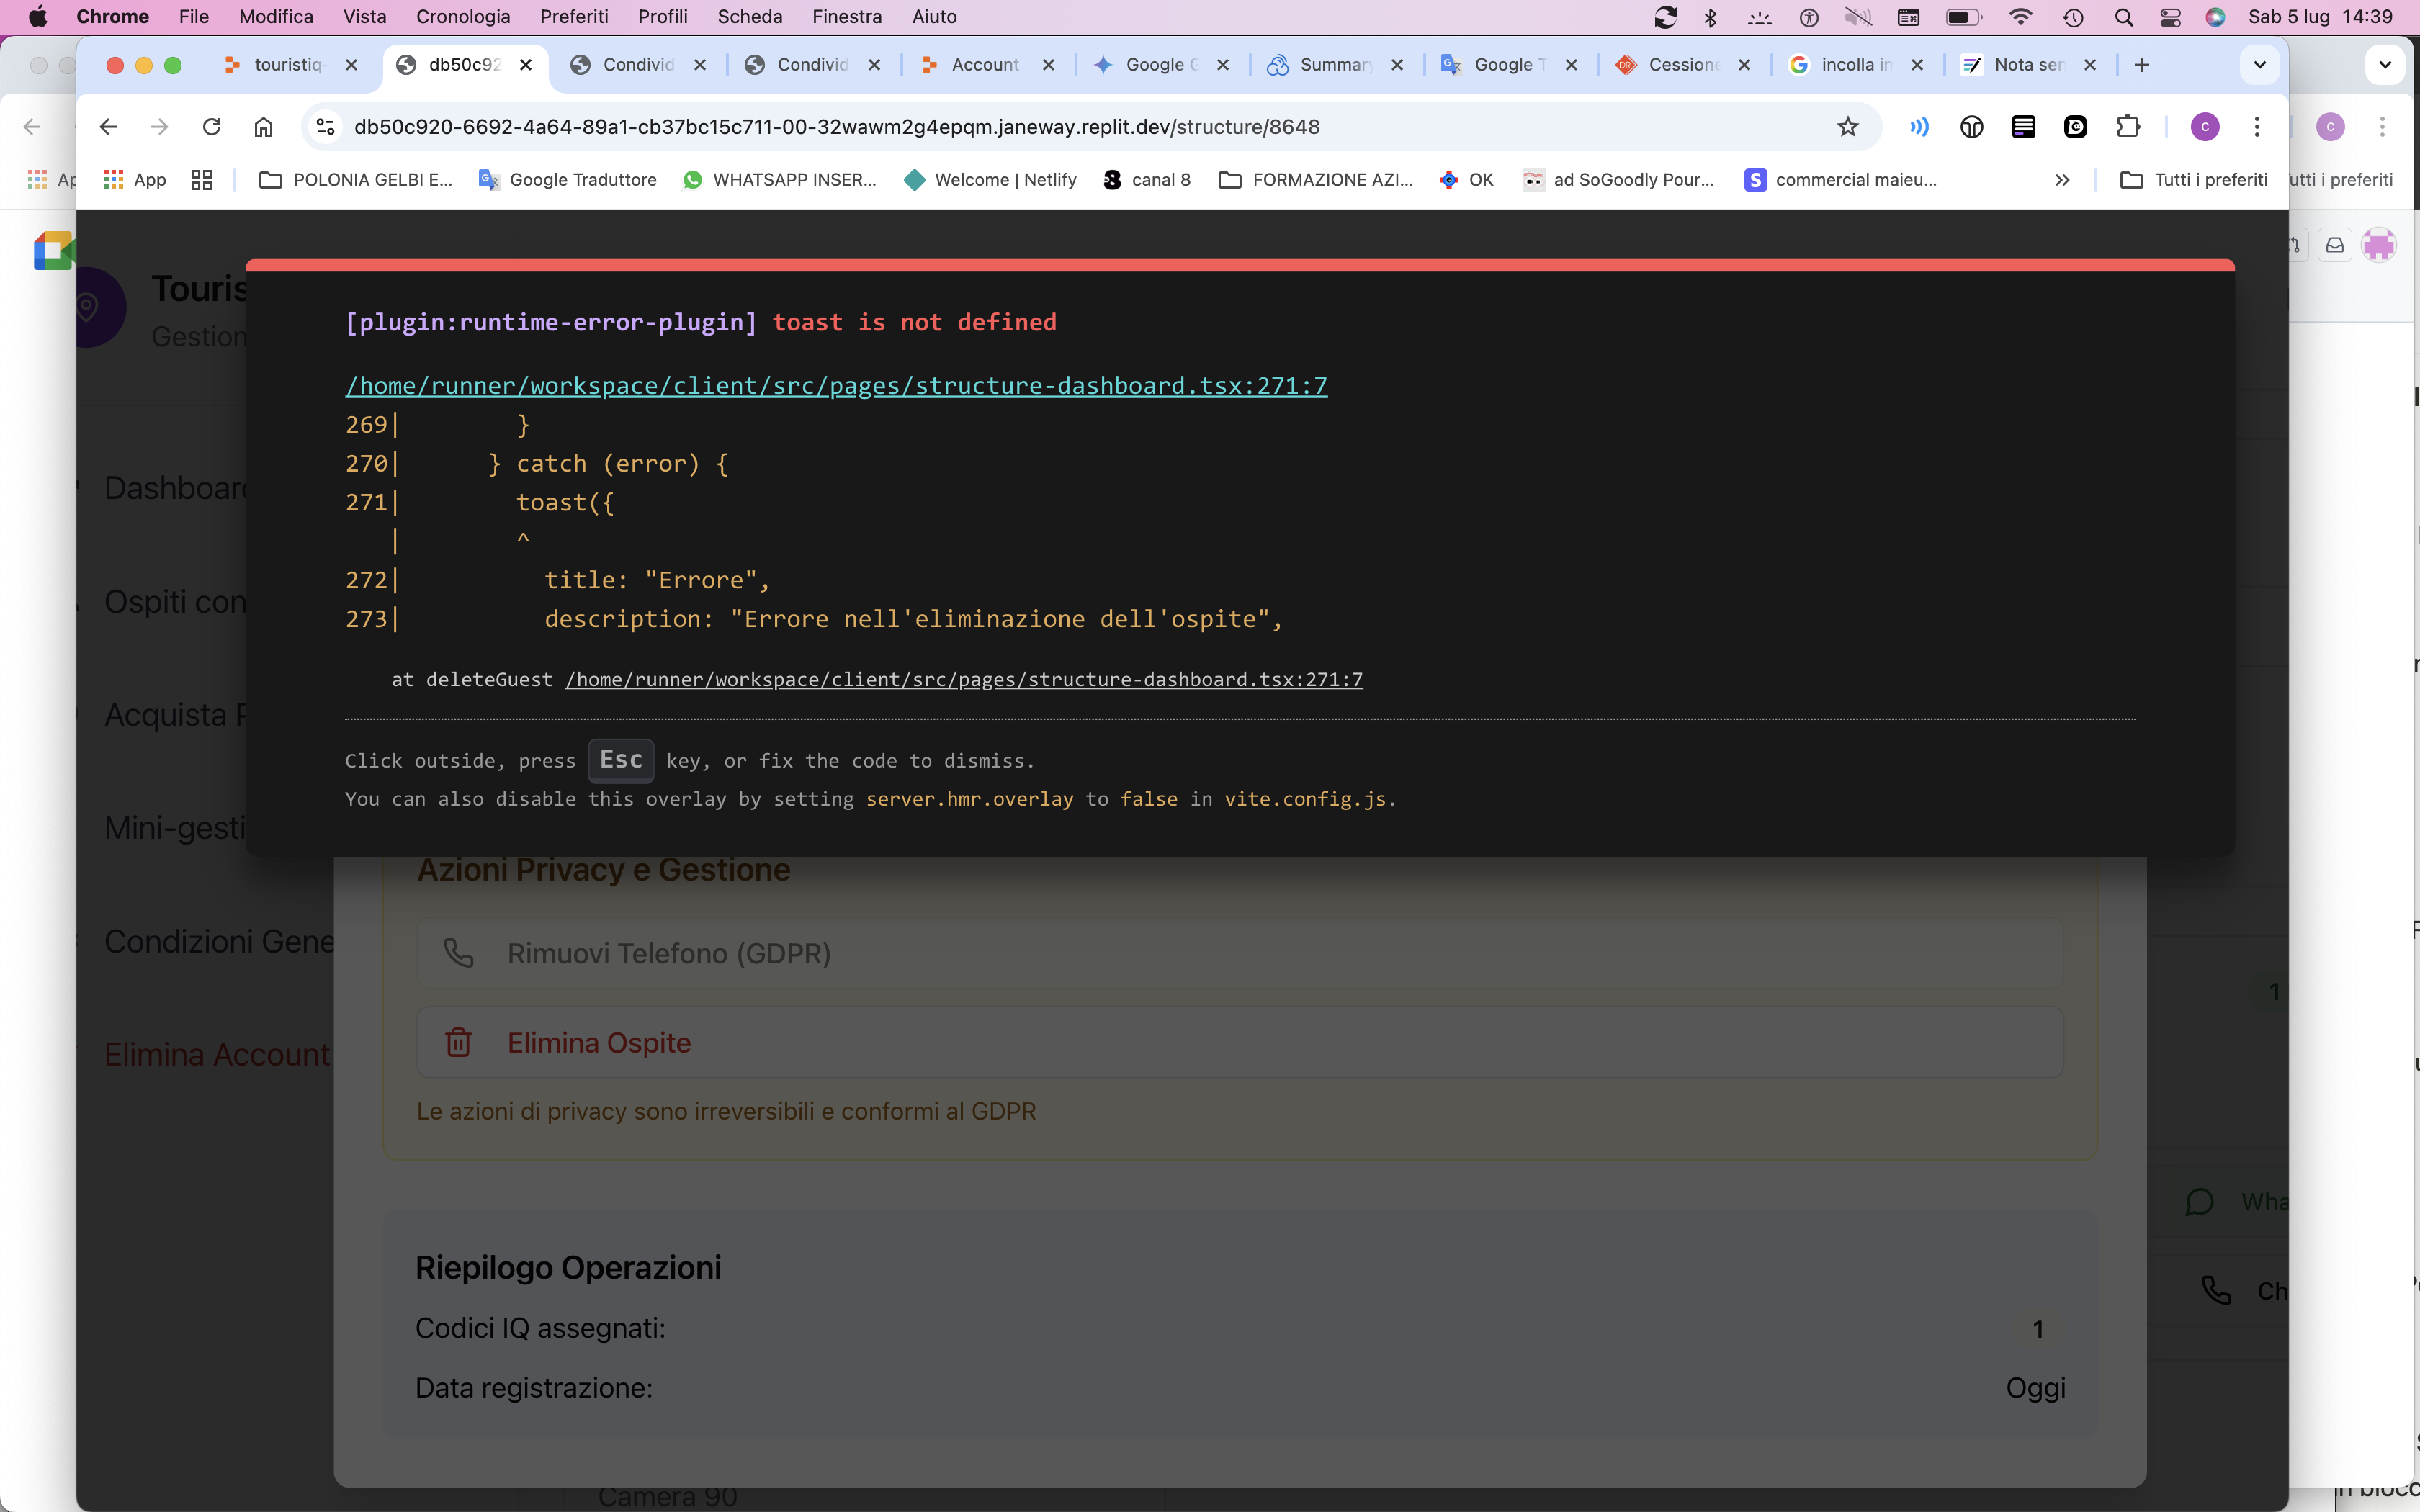 Chrome File Modifica Vista Cronologia Preferiti Profili Scheda Finestra Aiuto Sab 5 lug 14:39
touristiq db50c92 Condivid Condivid Account Google Summar Google T Cessione incolla in Nota sen
db50c920-6692-4a64-89a1-cb37bc15c711-00-32wawm2g4epqm.janeway.replit.dev/structure/8648
App POLONIA GELBI E... Google Traduttore WHATSAPP INSER... Welcome | Netlify canal 8 FORMAZIONE AZI... OK ad SoGoodly Pour... commercial maieu... Tutti i preferiti utti i preferiti
Touris
Gestion
[plugin:runtime-error-plugin] toast is not defined
/home/runner/workspace/client/src/pages/structure-dashboard.tsx:271:7
269| }
270| } catch (error) {
271| toast({
| ^
272| title: "Errore",
273| description: "Errore nell'eliminazione dell'ospite",
at deleteGuest /home/runner/workspace/client/src/pages/structure-dashboard.tsx:271:7
Click outside, press Esc key, or fix the code to dismiss.
You can also disable this overlay by setting server.hmr.overlay to false in vite.config.js.
Dashboard
Ospiti con
Acquista P
Mini-gesti
Condizioni Gene
Elimina Account
Azioni Privacy e Gestione
Rimuovi Telefono (GDPR)
Elimina Ospite
Le azioni di privacy sono irreversibili e conformi al GDPR
1
Wha
Ch
Riepilogo Operazioni
Codici IQ assegnati: 1
Data registrazione: Oggi
Camera 90